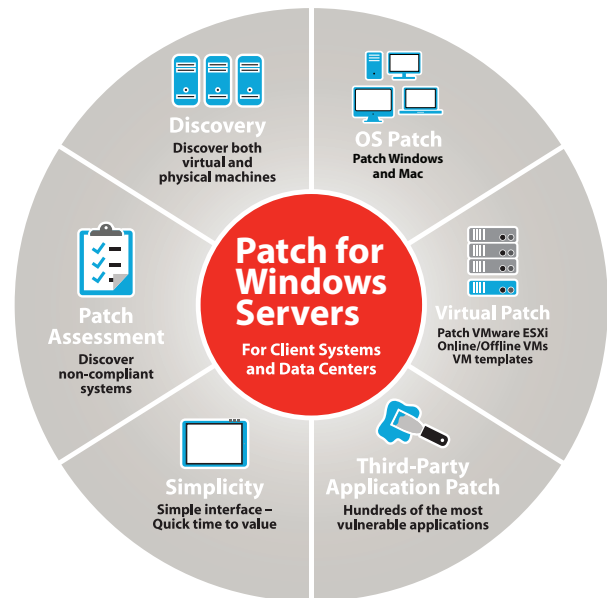 Discovery
Discover both
virtual and
physical machines
OS Patch
Patch Windows
and Mac
Patch
Assessment
Discover
non-compliant
systems
Patch for
Windows
Servers
For Client Systems
and Data Centers
Virtual Patch
Patch VMware ESXi
Online/Offline VMs
VM templates
Simplicity
Simple interface –
Quick time to value
Third-Party
Application Patch
Hundreds of the most
vulnerable applications